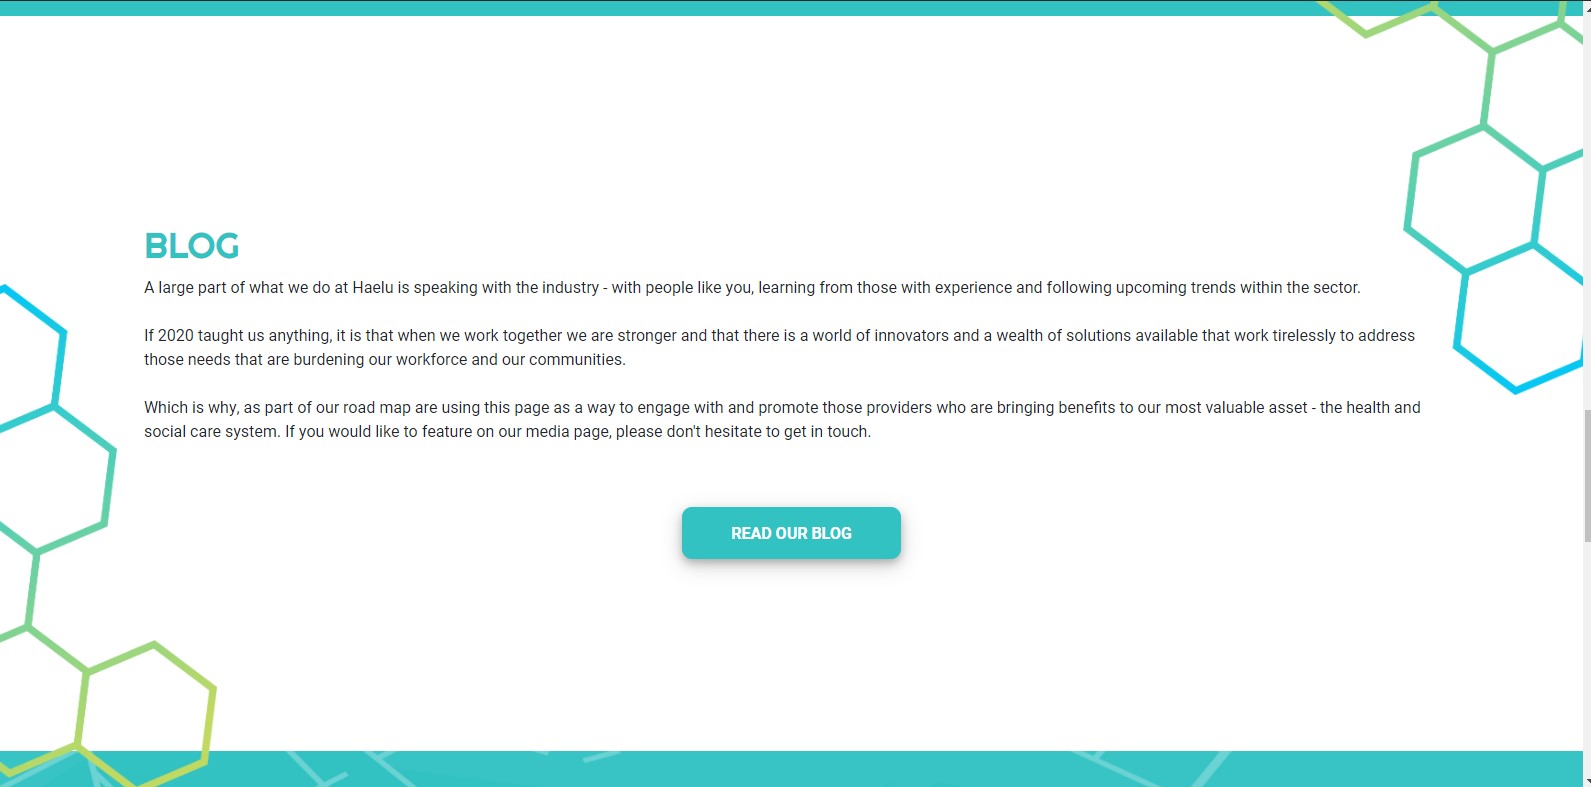 BLOG
A large part of what we do at Haelu is speaking with the industry - with people like you, learning from those with experience and following upcoming trends within the sector.
If 2020 taught us anything, it is that when we work together we are stronger and that there is a world of innovators and a wealth of solutions available that work tirelessly to address
those needs that are burdening our workforce and our communities.
Which is why, as part of our road map are using this page as a way to engage with and promote those providers who are bringing benefits to our most valuable asset - the health and
social care system. If you would like to feature on our media page, please don't hesitate to get in touch.
READ OUR BLOG